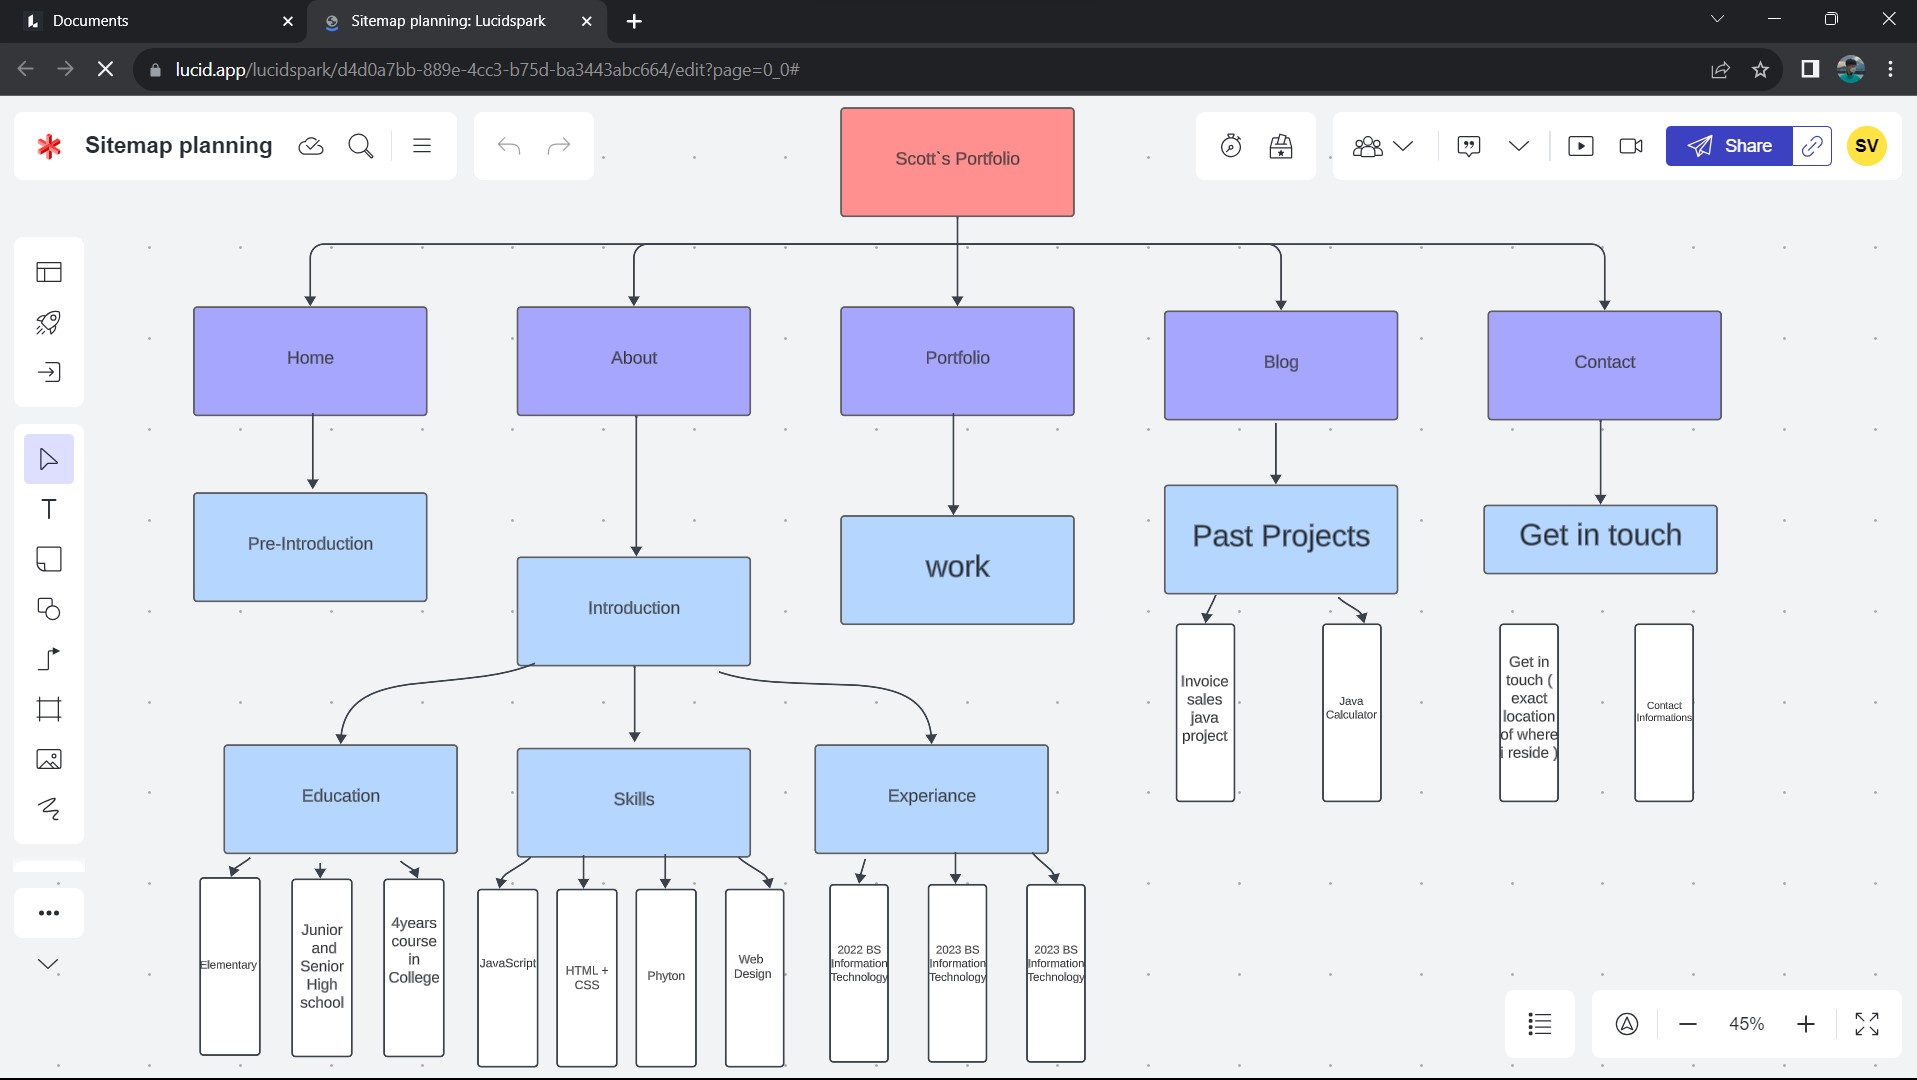 Documents
Sitemap planning: Lucidspark
lucid.app/lucidspark/d4d0a7bb-889e-4cc3-b75d-ba3443abc664/edit?page=0_0#
Sitemap planning
Share
SV
Scott`s Portfolio
Home
About
Portfolio
Blog
Contact
Pre-Introduction
Introduction
work
Past Projects
Get in touch
Invoice
sales
java
project
Java
Calculator
Get in
touch (
exact
location
of where
i reside )
Contact
Informations
Education
Skills
Experiance
Elementary
Junior
and
Senior
High
school
4years
course
in
College
JavaScript
HTML +
CSS
Phyton
Web
Design
2022 BS
Information
Technology
2023 BS
Information
Technology
2023 BS
Information
Technology
T
45%